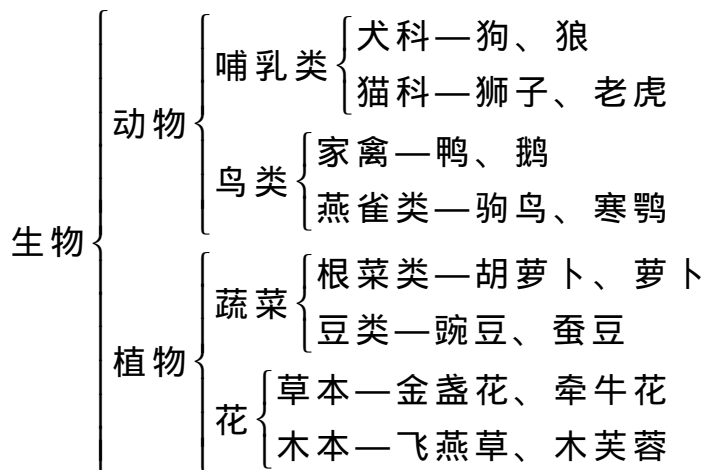 生物
动物
哺乳类
犬科—狗、狼
猫科—狮子、老虎
鸟类
家禽—鸭、鹅
燕雀类—驹鸟、寒鹗
植物
蔬菜
根菜类—胡萝卜、萝卜
豆类—豌豆、蚕豆
花
草本—金盏花、牵牛花
木本—飞燕草、木芙蓉